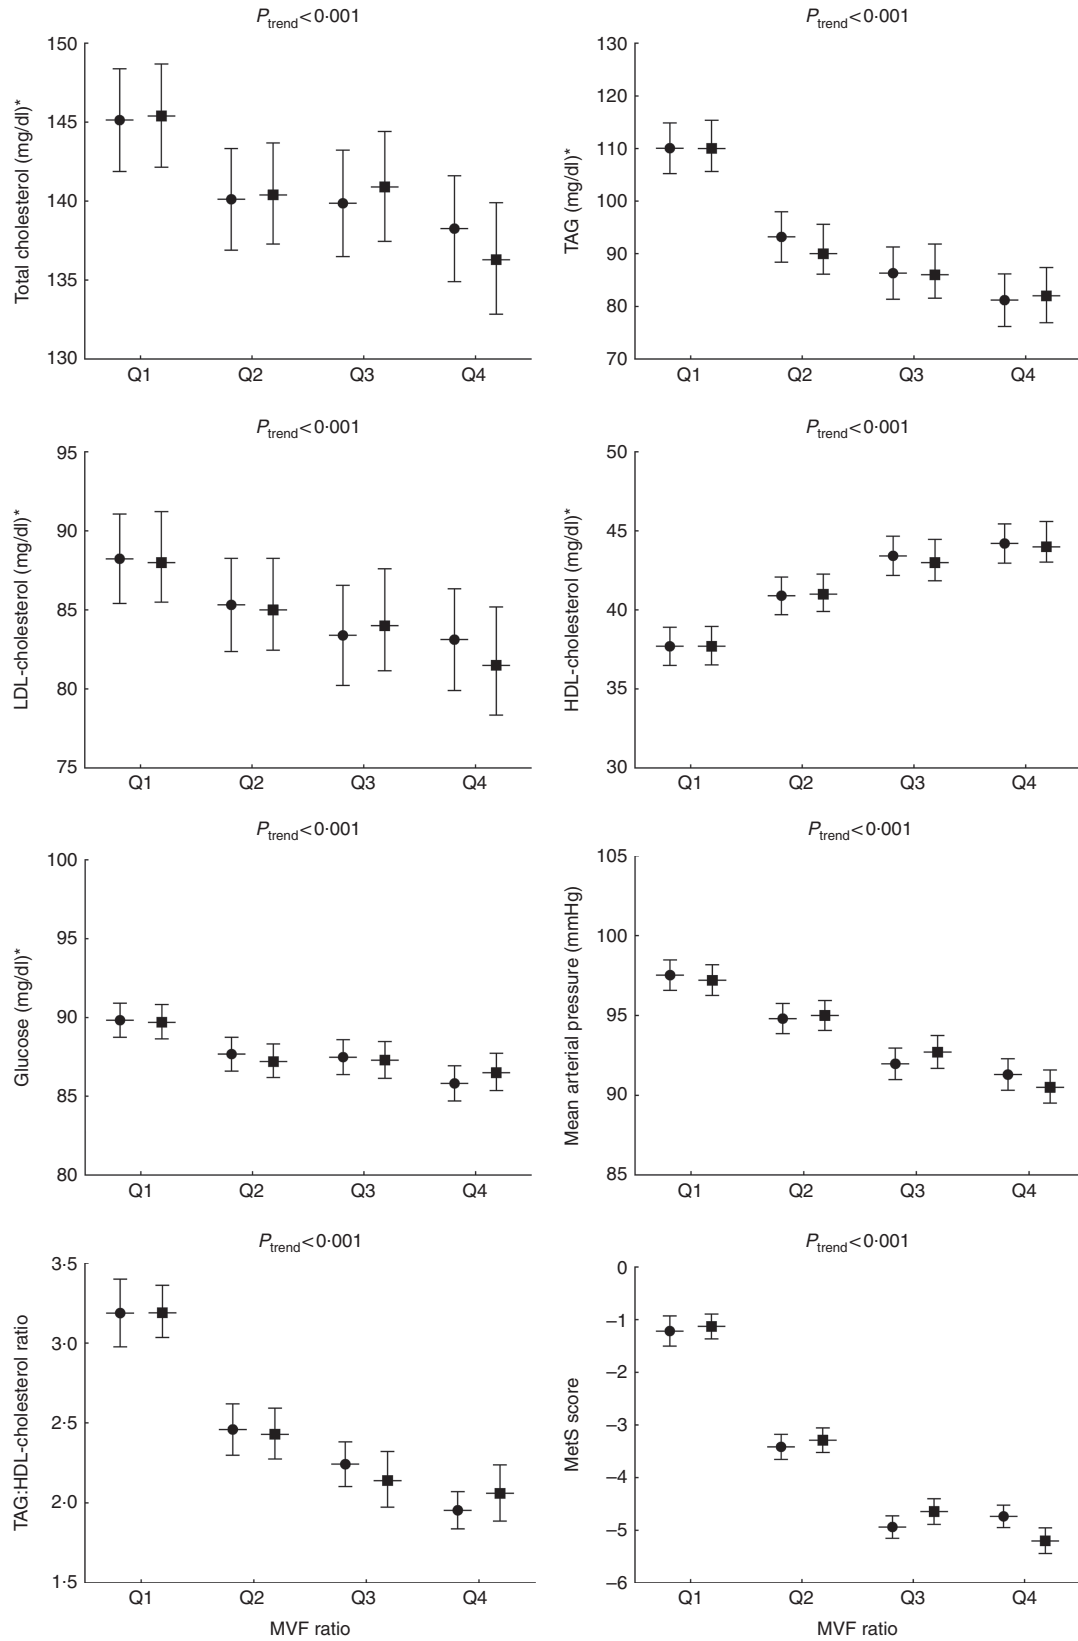 Ptrend<0·001
Total cholesterol (mg/dl)*
150
145
140
135
130
Q1 Q2 Q3 Q4
Ptrend<0·001
TAG (mg/dl)*
130
120
110
100
90
80
70
Q1 Q2 Q3 Q4
Ptrend<0·001
LDL-cholesterol (mg/dl)*
95
90
85
80
75
Q1 Q2 Q3 Q4
Ptrend<0·001
HDL-cholesterol (mg/dl)*
50
45
40
35
30
Q1 Q2 Q3 Q4
Ptrend<0·001
Glucose (mg/dl)*
100
95
90
85
80
Q1 Q2 Q3 Q4
Ptrend<0·001
Mean arterial pressure (mmHg)
105
100
95
90
85
Q1 Q2 Q3 Q4
Ptrend<0·001
TAG:HDL-cholesterol ratio
3·5
3·0
2·5
2·0
1·5
Q1 Q2 Q3 Q4
MVF ratio
Ptrend<0·001
MetS score
0
–1
–2
–3
–4
–5
–6
Q1 Q2 Q3 Q4
MVF ratio